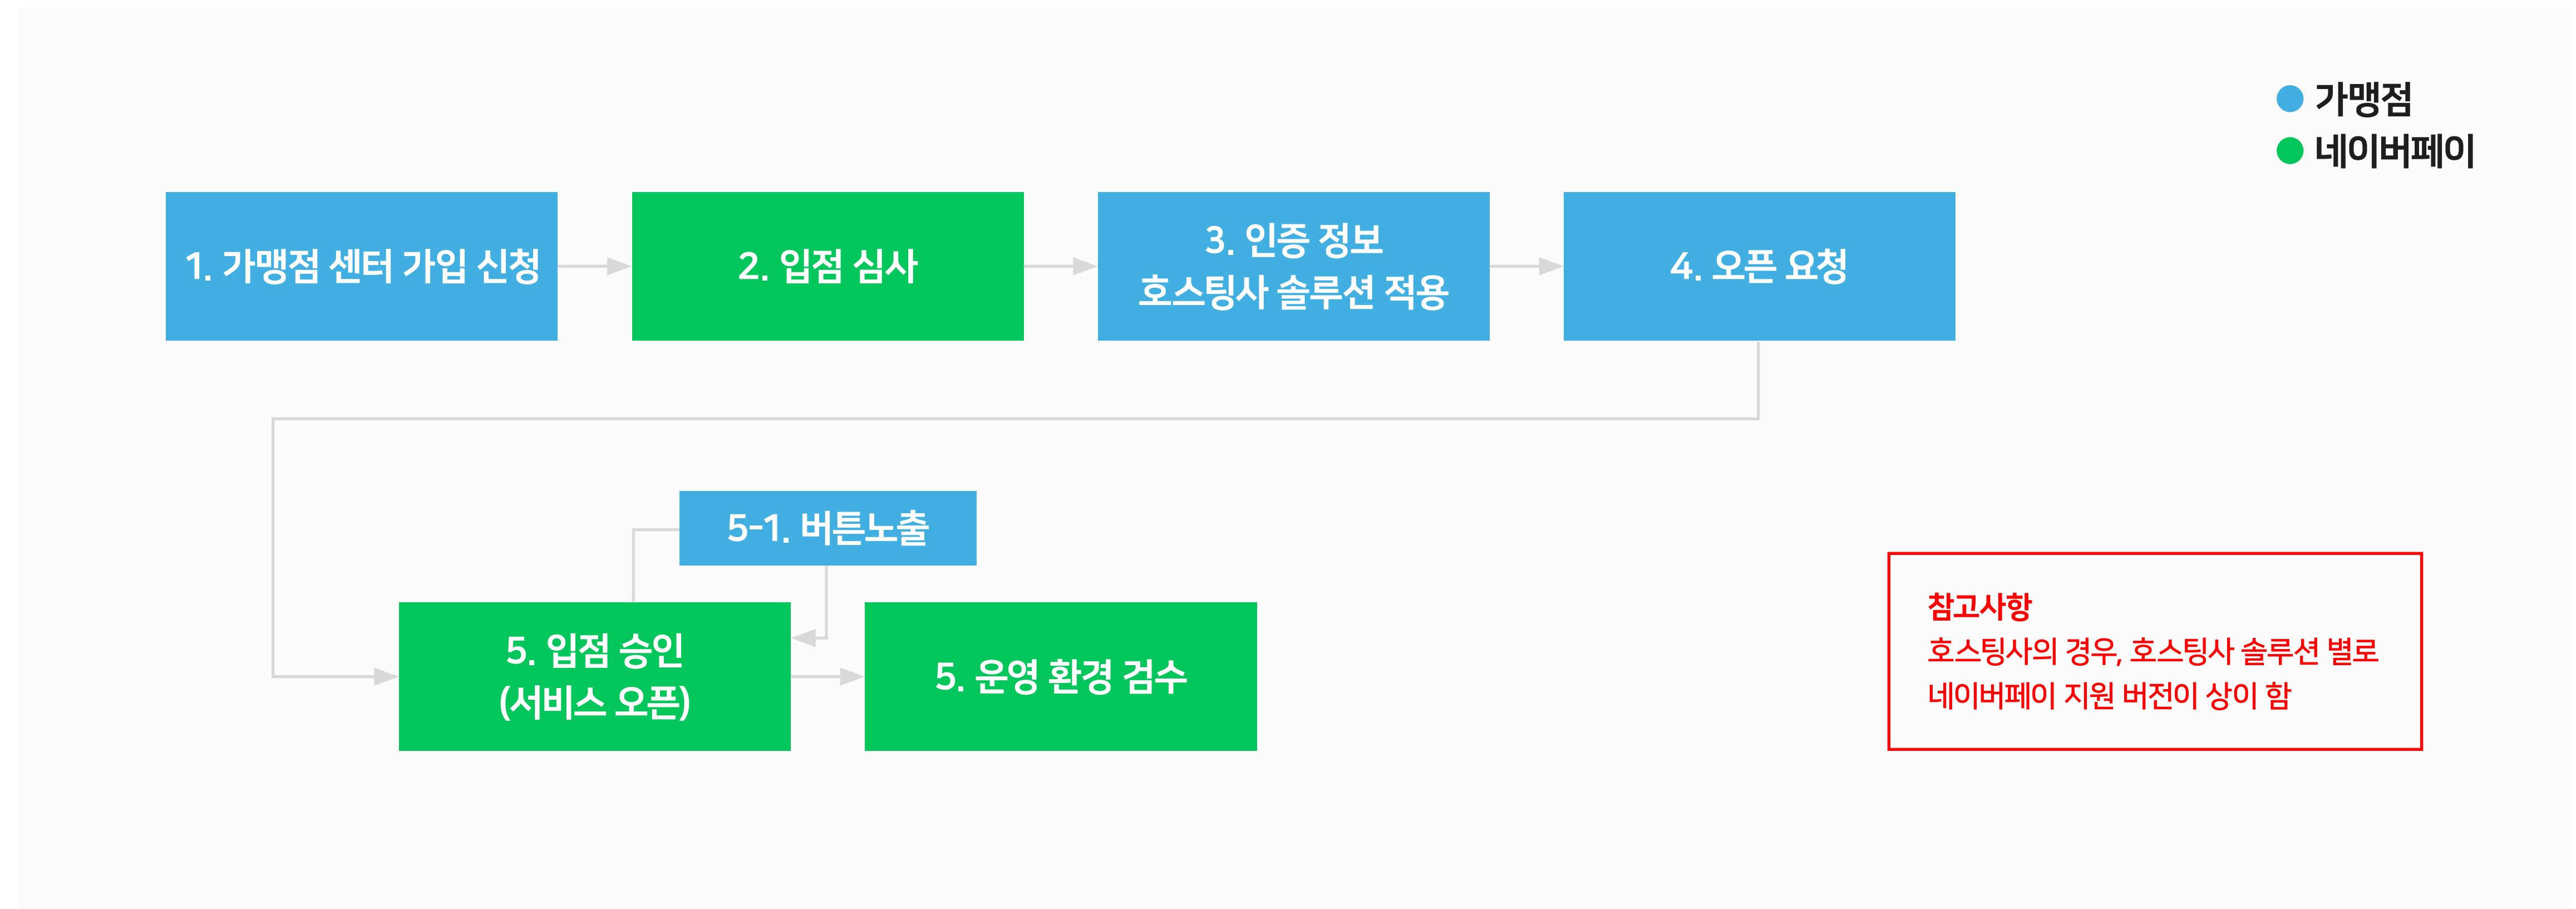 가맹점
네이버페이
1. 가맹점 센터 가입 신청
2. 입점 심사
3. 인증 정보
호스팅사 솔루션 적용
4. 오픈 요청
5-1. 버튼노출
5. 입점 승인
(서비스 오픈)
5. 운영 환경 검수
참고사항
호스팅사의 경우, 호스팅사 솔루션 별로
네이버페이 지원 버전이 상이 함